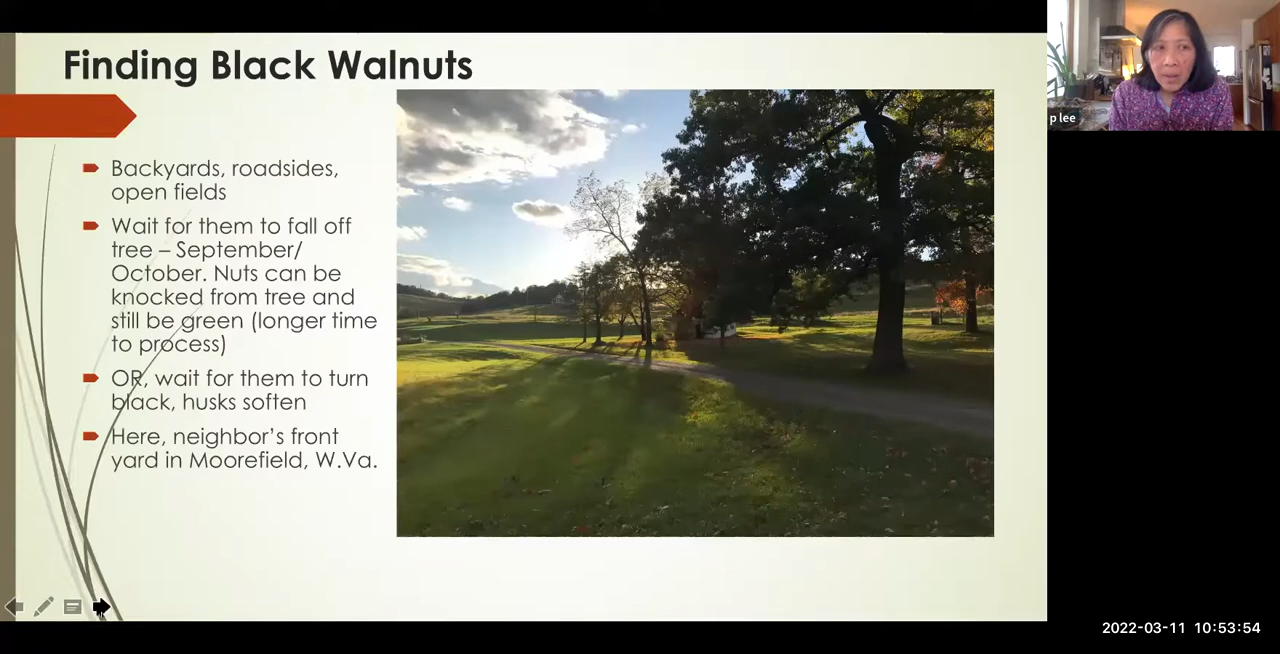 Finding Black Walnuts
Backyards, roadsides,
open fields
Wait for them to fall off
tree – September/
October. Nuts can be
knocked from tree and
still be green (longer time
to process)
OR, wait for them to turn
black, husks soften
Here, neighbor’s front
yard in Moorefield, W.Va.
p lee
2022-03-11 10:53:54